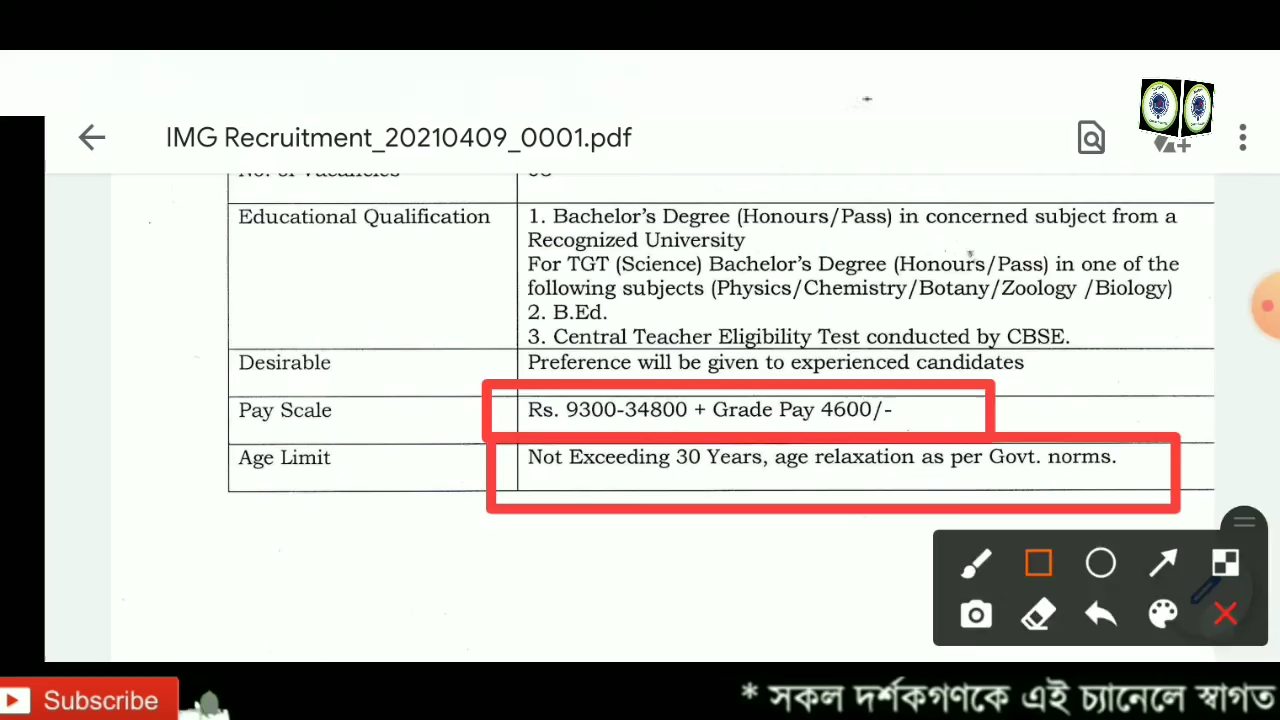 IMG Recruitment_20210409_0001.pdf
No. of Vacancies
Educational Qualification
1. Bachelor's Degree (Honours/Pass) in concerned subject from a
Recognized University
For TGT (Science) Bachelor's Degree (Honours/Pass) in one of the
following subjects (Physics/Chemistry/Botany/Zoology /Biology)
2. B.Ed.
3. Central Teacher Eligibility Test conducted by CBSE.
Desirable
Preference will be given to experienced candidates
Pay Scale
Rs. 9300-34800 + Grade Pay 4600/-
Age Limit
Not Exceeding 30 Years, age relaxation as per Govt. norms.
Subscribe
* সকল দর্শকগণকে এই চ্যানেলে স্বাগত